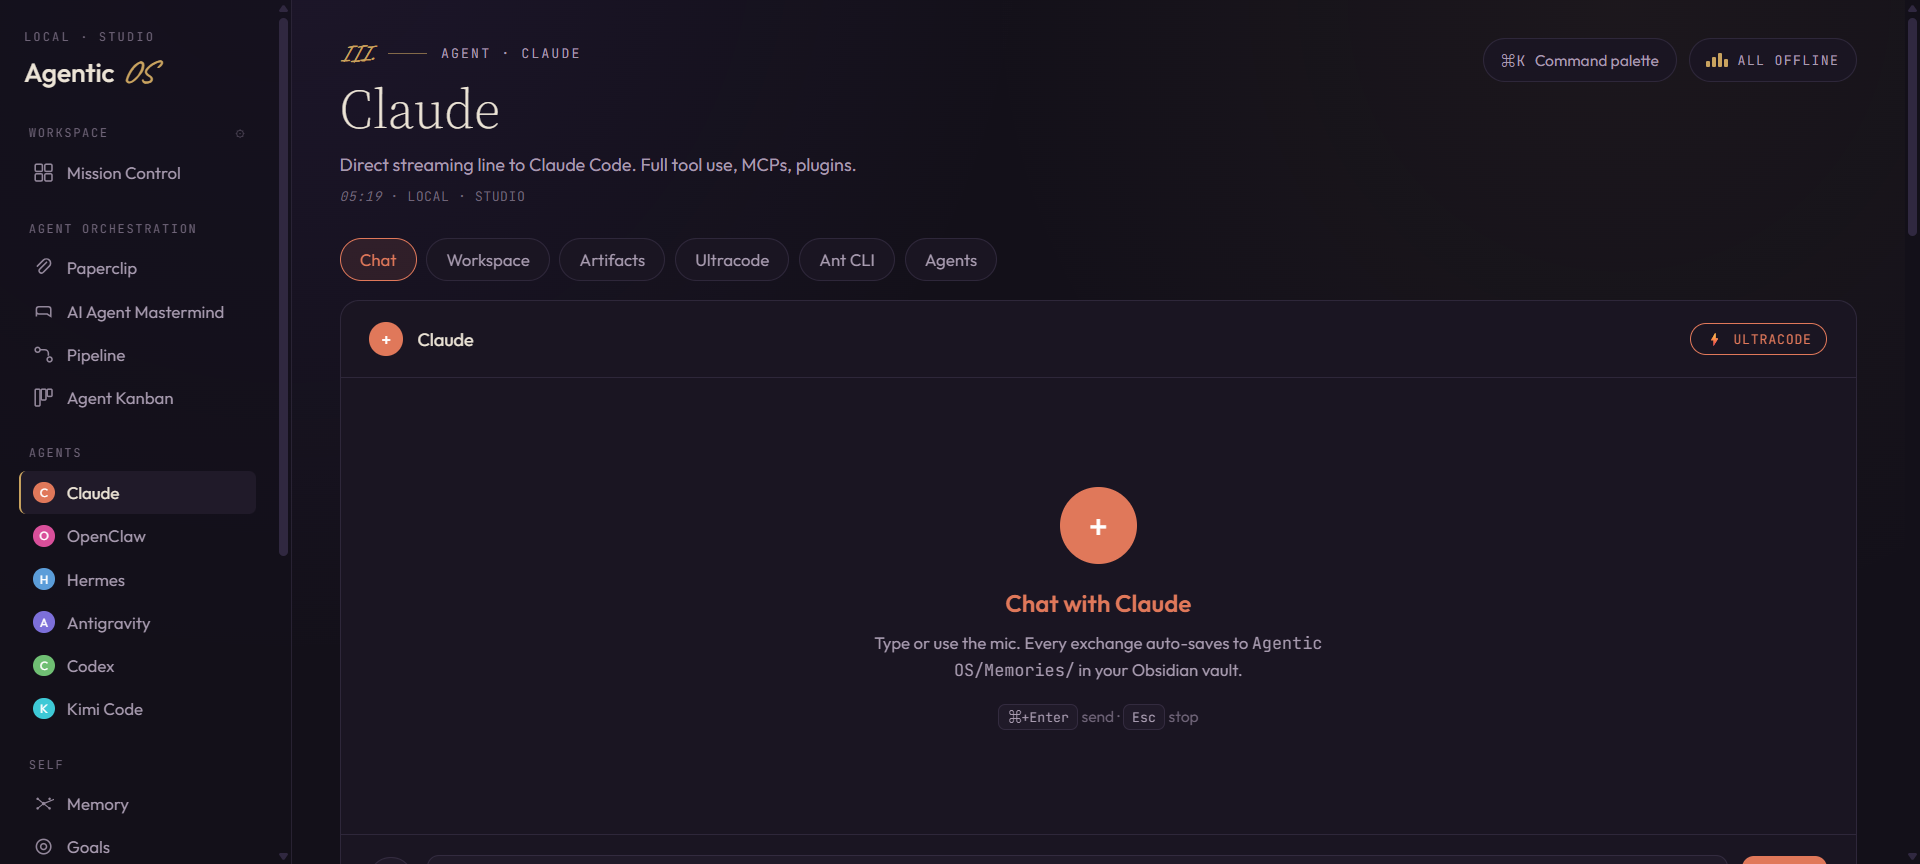 LOCAL · STUDIO
Agentic OS
WORKSPACE
Mission Control
AGENT ORCHESTRATION
Paperclip
AI Agent Mastermind
Pipeline
Agent Kanban
AGENTS
C Claude
O OpenClaw
H Hermes
A Antigravity
C Codex
K Kimi Code
SELF
Memory
Goals
III. AGENT · CLAUDE
⌘K Command palette
ALL OFFLINE
Claude
Direct streaming line to Claude Code. Full tool use, MCPs, plugins.
05:19 · LOCAL · STUDIO
Chat Workspace Artifacts Ultracode Ant CLI Agents
+ Claude
ULTRACODE
+
Chat with Claude
Type or use the mic. Every exchange auto-saves to Agentic
OS/Memories/ in your Obsidian vault.
⌘+Enter send · Esc stop